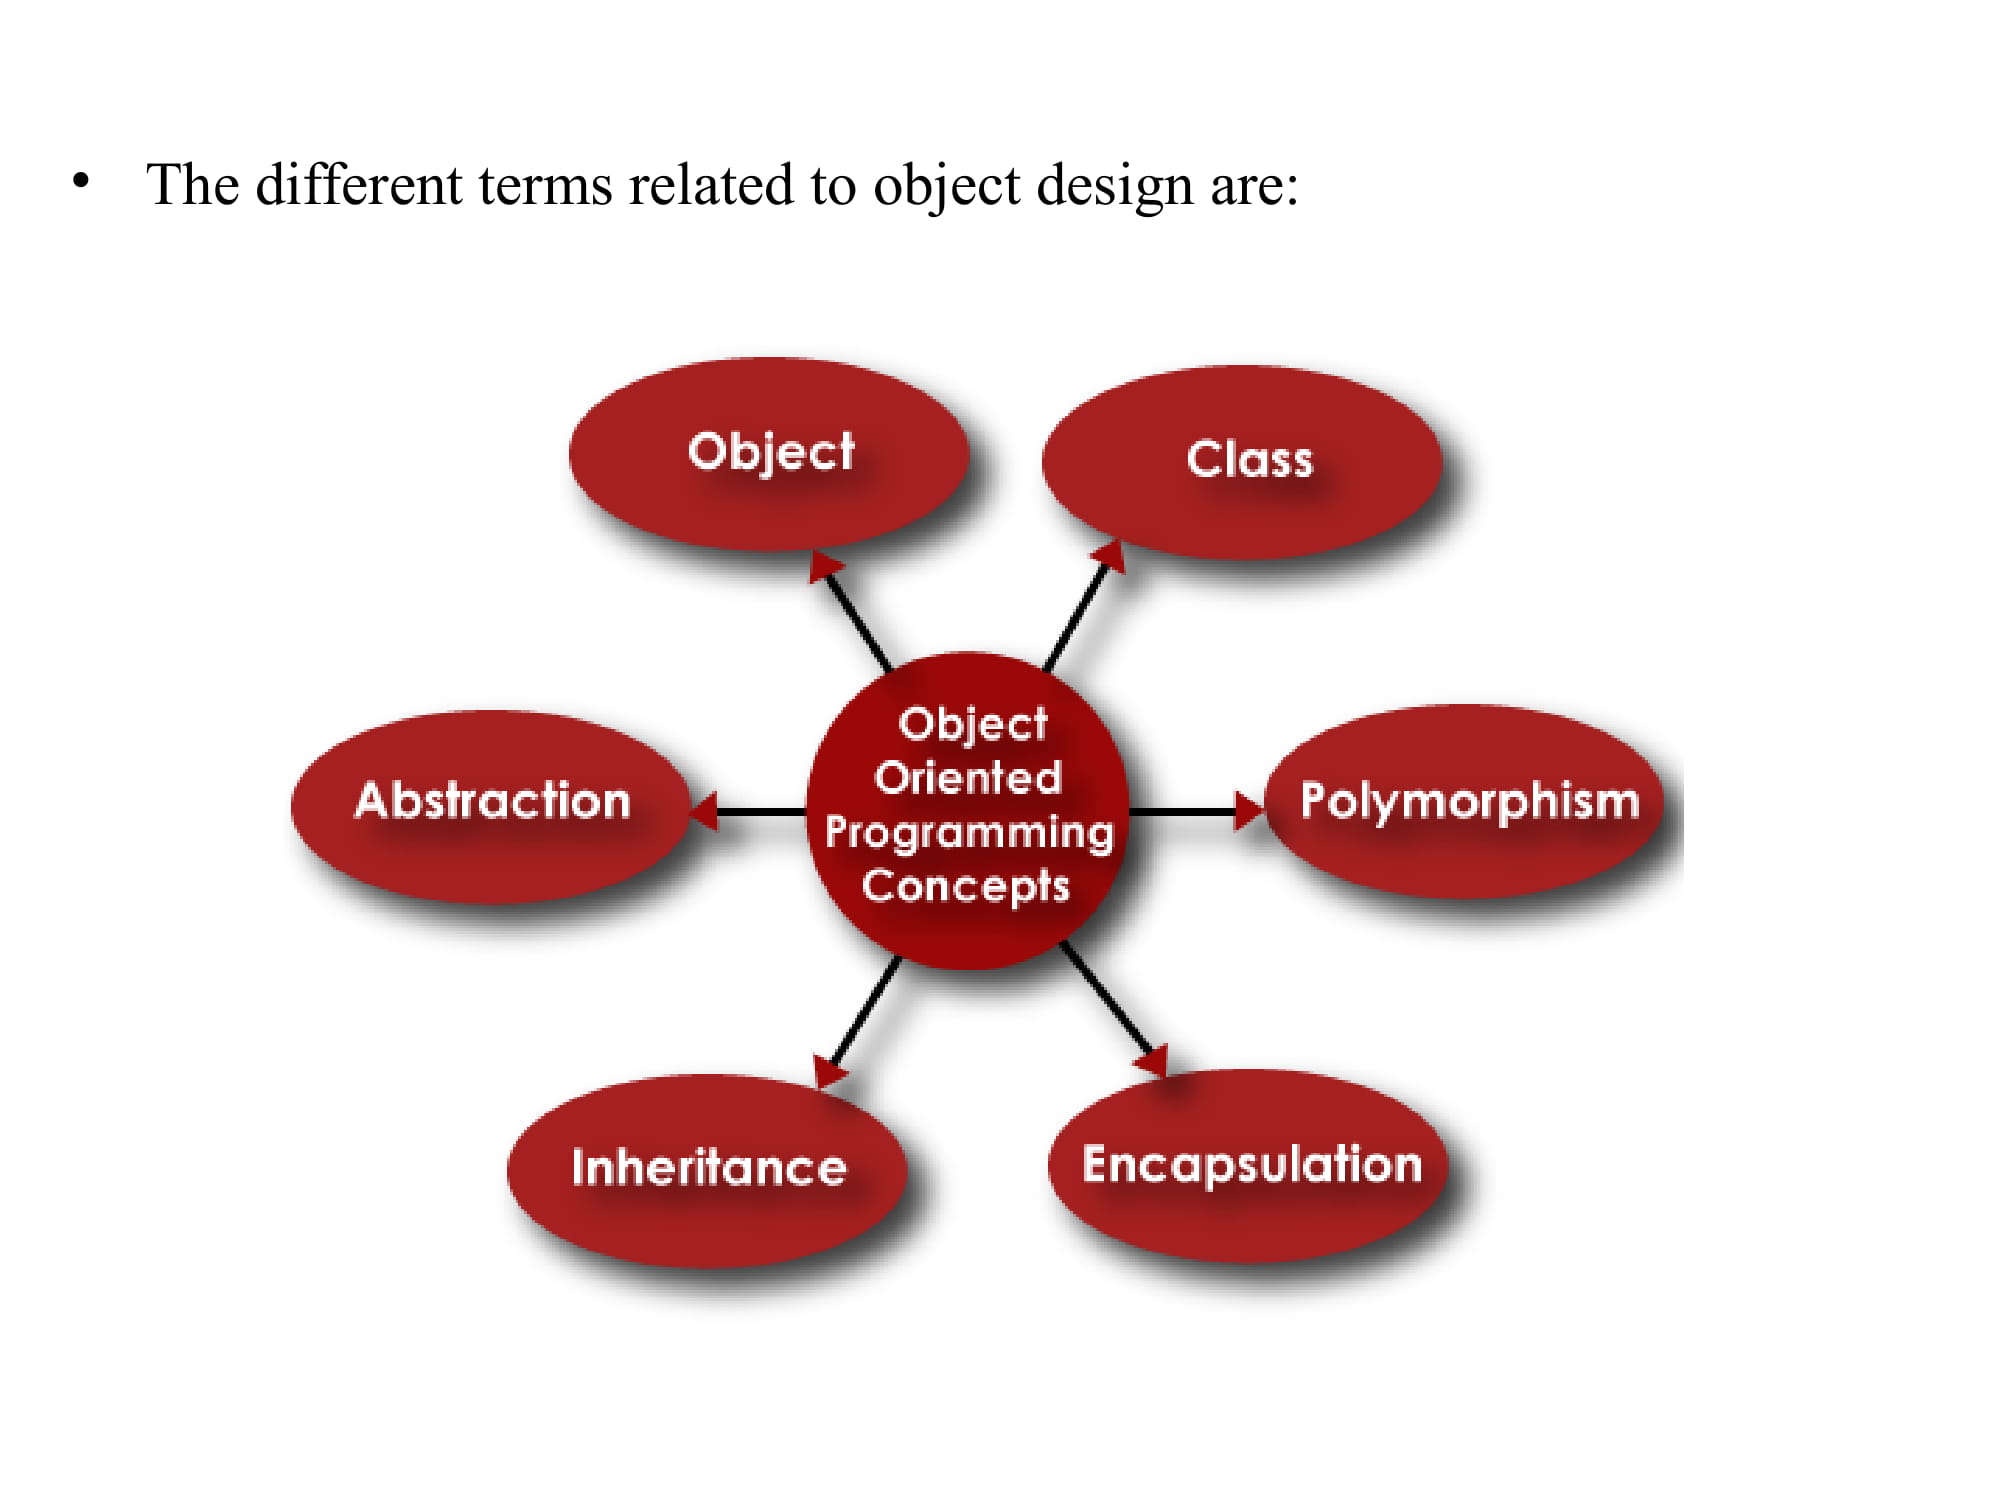 • The different terms related to object design are:
Object
Class
Abstraction
Object
Oriented
Programming
Concepts
Polymorphism
Inheritance
Encapsulation